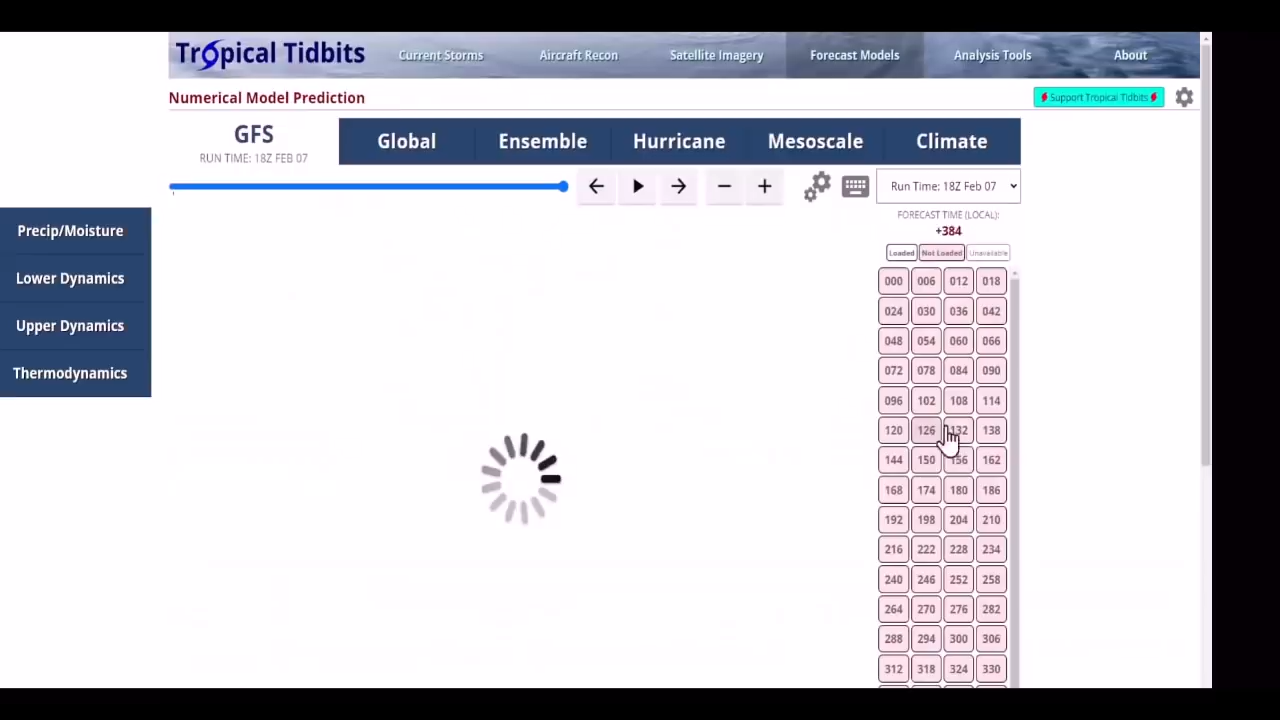 Tropical Tidbits
Current Storms
Aircraft Recon
Satellite Imagery
Forecast Models
Analysis Tools
About
Numerical Model Prediction
Support Tropical Tidbits
GFS
RUN TIME: 18Z FEB 07
Global
Ensemble
Hurricane
Mesoscale
Climate
Run Time: 18Z Feb 07
FORECAST TIME (LOCAL):
+384
Loaded Not Loaded Unavailable
Precip/Moisture
Lower Dynamics
Upper Dynamics
Thermodynamics
000 006 012 018
024 030 036 042
048 054 060 066
072 078 084 090
096 102 108 114
120 126 132 138
144 150 156 162
168 174 180 186
192 198 204 210
216 222 228 234
240 246 252 258
264 270 276 282
288 294 300 306
312 318 324 330